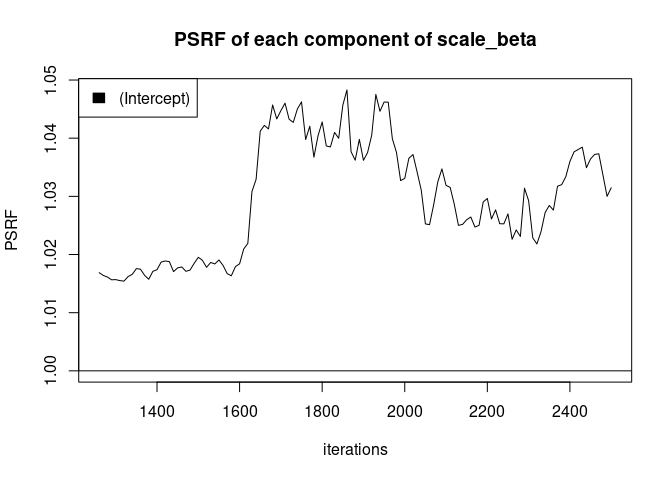 PSRF of each component of scale_beta
(Intercept)
PSRF
1.05
1.04
1.03
1.02
1.01
1.00
1400 1600 1800 2000 2200 2400
iterations